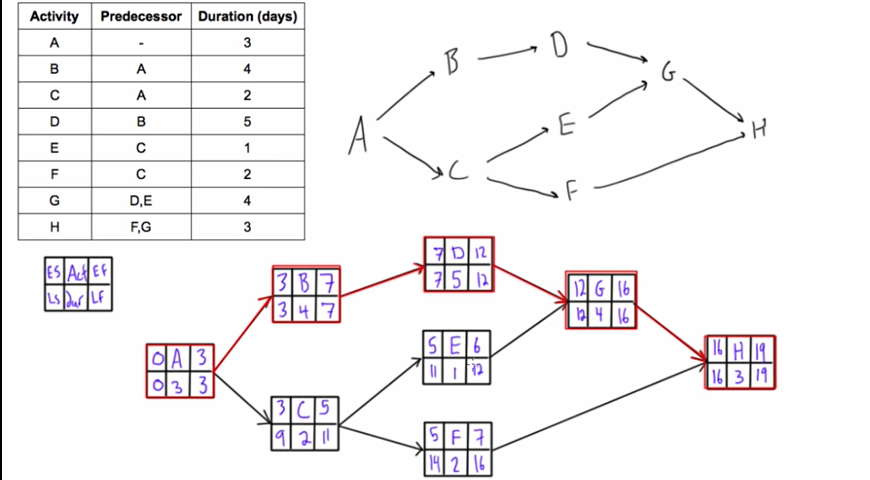 Activity Predecessor Duration (days)
A - 3
B A 4
C A 2
D B 5
E C 1
F C 2
G D,E 4
H F,G 3
B D G
A E H
C F
ES Act EF
LS dur LF
0 A 3
0 3 3
3 B 7
3 4 7
7 D 12
7 5 12
12 G 16
12 4 16
5 E 6
11 1 12
16 H 19
16 3 19
3 C 5
9 2 11
5 F 7
14 2 16